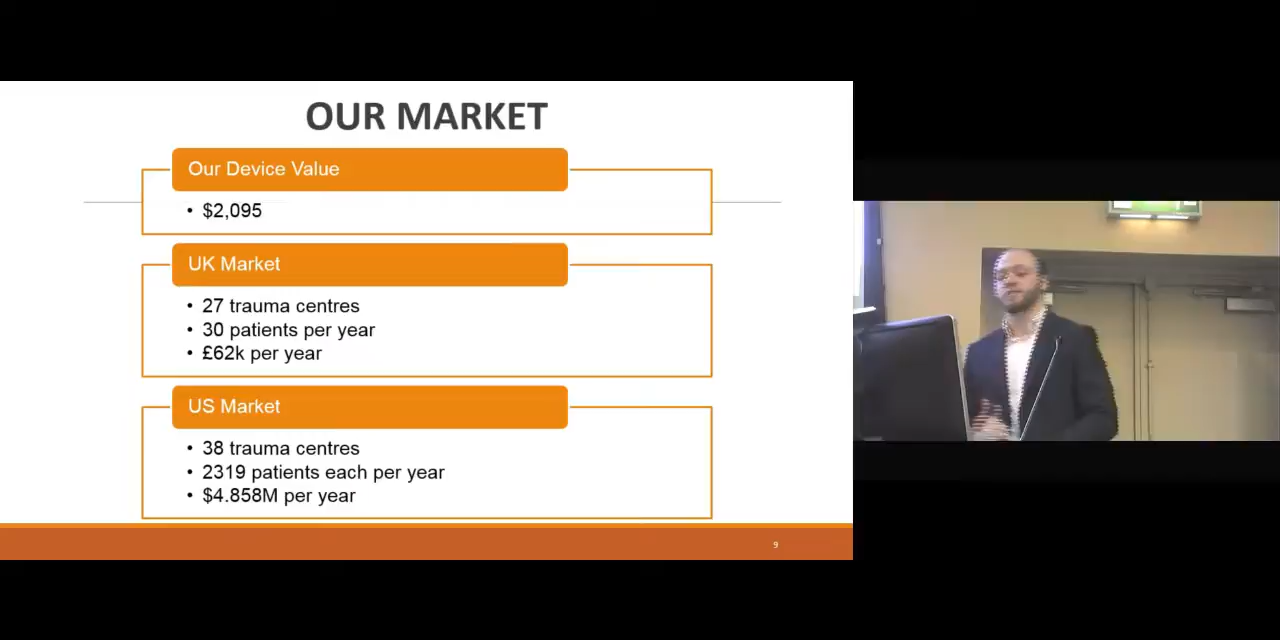 OUR MARKET
Our Device Value
• $2,095
UK Market
• 27 trauma centres
• 30 patients per year
• £62k per year
US Market
• 38 trauma centres
• 2319 patients each per year
• $4.858M per year
9